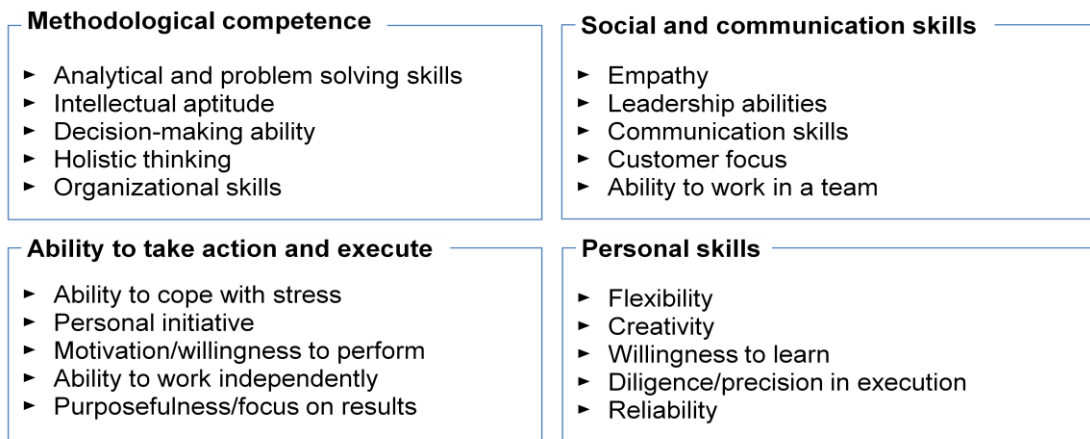 Methodological competence
► Analytical and problem solving skills
► Intellectual aptitude
► Decision-making ability
► Holistic thinking
► Organizational skills
Social and communication skills
► Empathy
► Leadership abilities
► Communication skills
► Customer focus
► Ability to work in a team
Ability to take action and execute
► Ability to cope with stress
► Personal initiative
► Motivation/willingness to perform
► Ability to work independently
► Purposefulness/focus on results
Personal skills
► Flexibility
► Creativity
► Willingness to learn
► Diligence/precision in execution
► Reliability